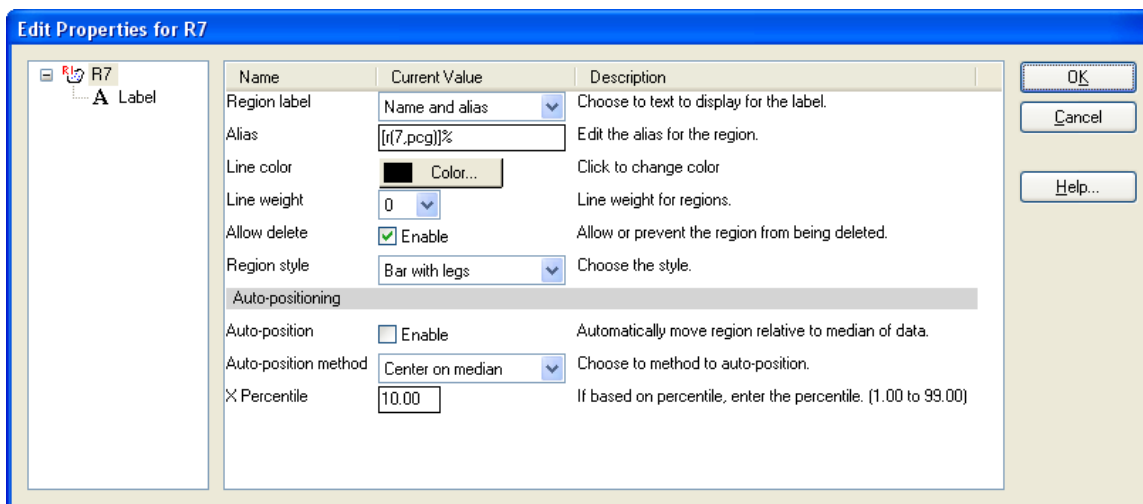 Edit Properties for R7
R7
Label
Name Current Value Description
Region label Name and alias Choose to text to display for the label.
Alias [r(7,pcg)]% Edit the alias for the region.
Line color Color... Click to change color
Line weight 0 Line weight for regions.
Allow delete Enable Allow or prevent the region from being deleted.
Region style Bar with legs Choose the style.
Auto-positioning
Auto-position Enable Automatically move region relative to median of data.
Auto-position method Center on median Choose to method to auto-position.
X Percentile 10.00 If based on percentile, enter the percentile. (1.00 to 99.00)
OK
Cancel
Help...